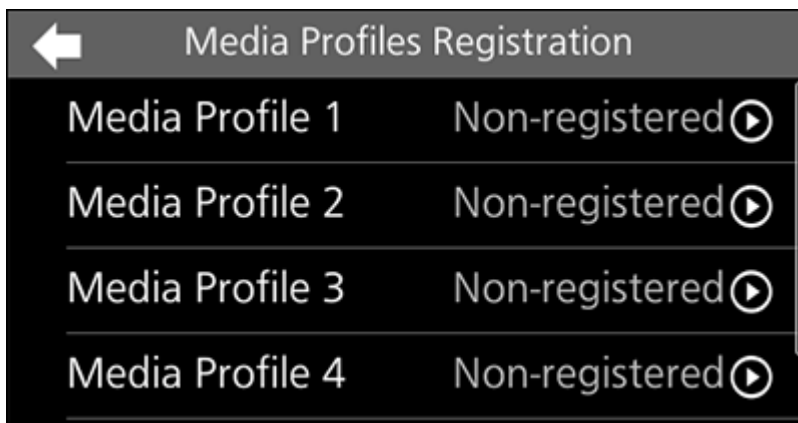 Media Profiles Registration
Media Profile 1 Non-registered
Media Profile 2 Non-registered
Media Profile 3 Non-registered
Media Profile 4 Non-registered